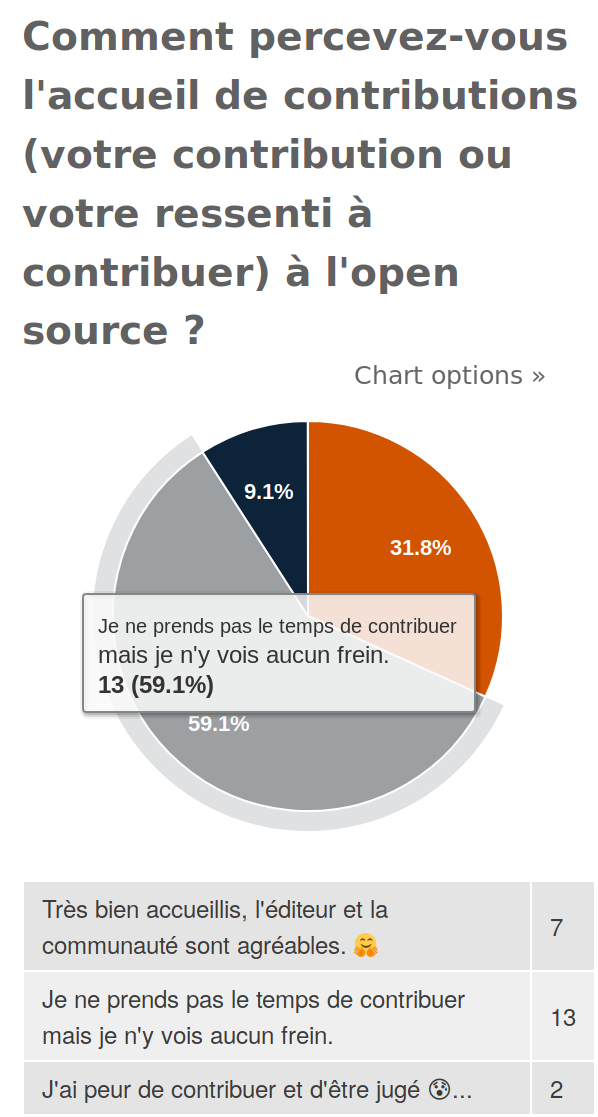 Comment percevez-vous
l'accueil de contributions
(votre contribution ou
votre ressenti à
contribuer) à l'open
source ?
Chart options »
9.1%
31.8%
Je ne prends pas le temps de contribuer
mais je n'y vois aucun frein.
13 (59.1%)
59.1%
Très bien accueillis, l'éditeur et la
communauté sont agréables. 🤗
7
Je ne prends pas le temps de contribuer
mais je n'y vois aucun frein.
13
J'ai peur de contribuer et d'être jugé 😰...
2